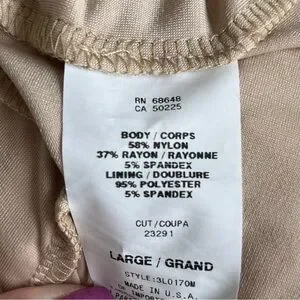 RN 68648
CA 50225
BODY / CORPS
58% NYLON
37% RAYON / RAYONNE
5% SPANDEX
LINING / DOUBLURE
95% POLYESTER
5% SPANDEX
CUT / COUPA
23291
LARGE / GRAND
STYLE:3L0170M
MADE IN U.S.A.
IMPORT